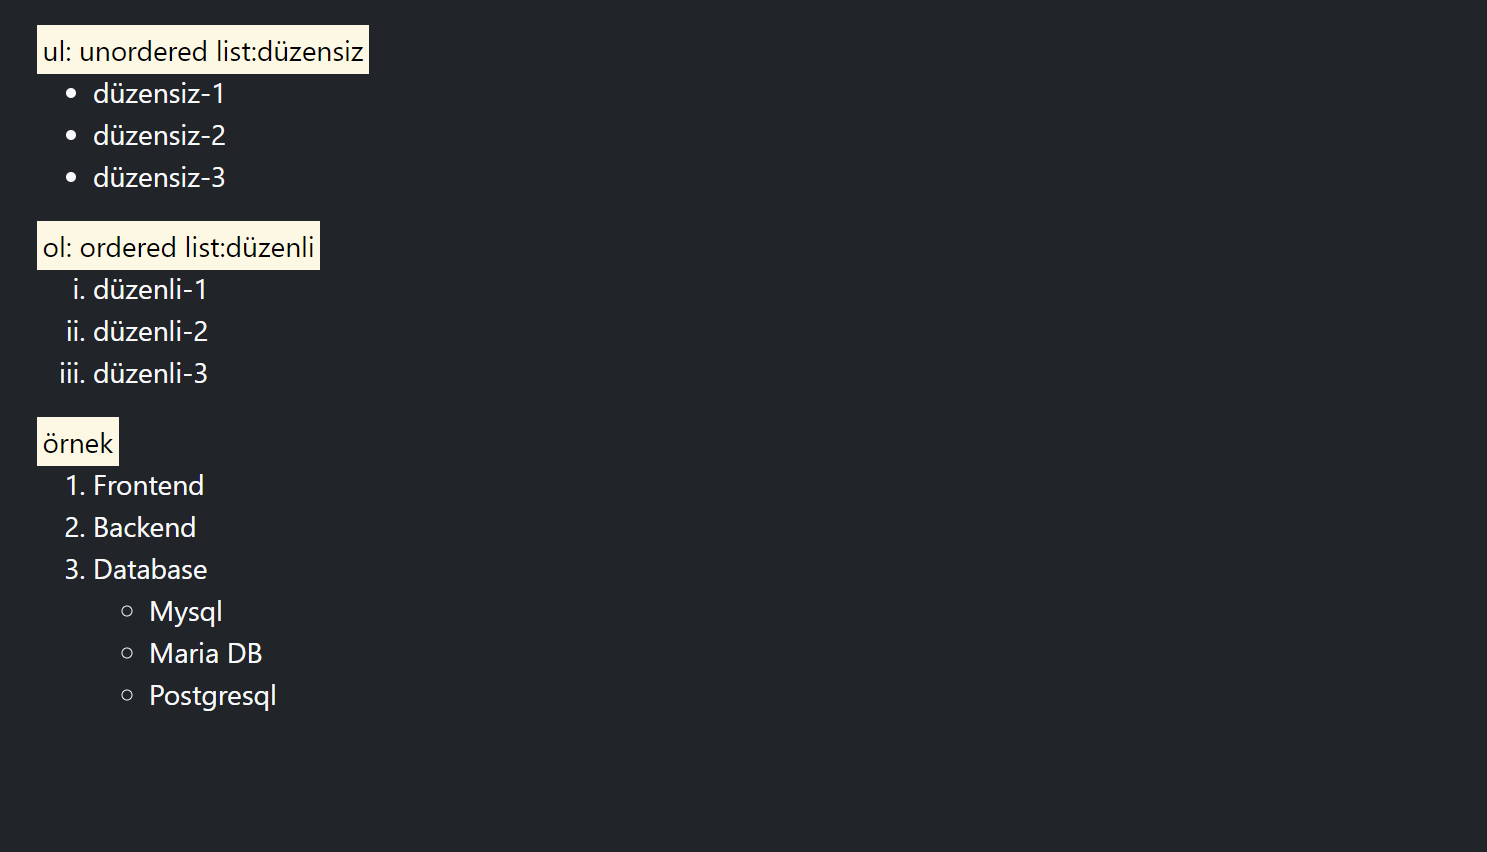 ul: unordered list:düzensiz
• düzensiz-1
• düzensiz-2
• düzensiz-3
ol: ordered list:düzenli
i. düzenli-1
ii. düzenli-2
iii. düzenli-3
örnek
1. Frontend
2. Backend
3. Database
○ Mysql
○ Maria DB
○ Postgresql